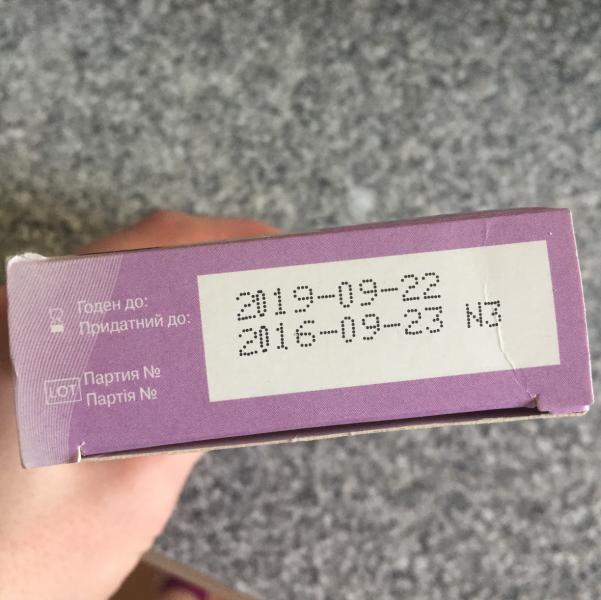 Годен до:
Придатний до:
2019-09-22
2016-09-23 N3
LOT
Партия №
Партія №